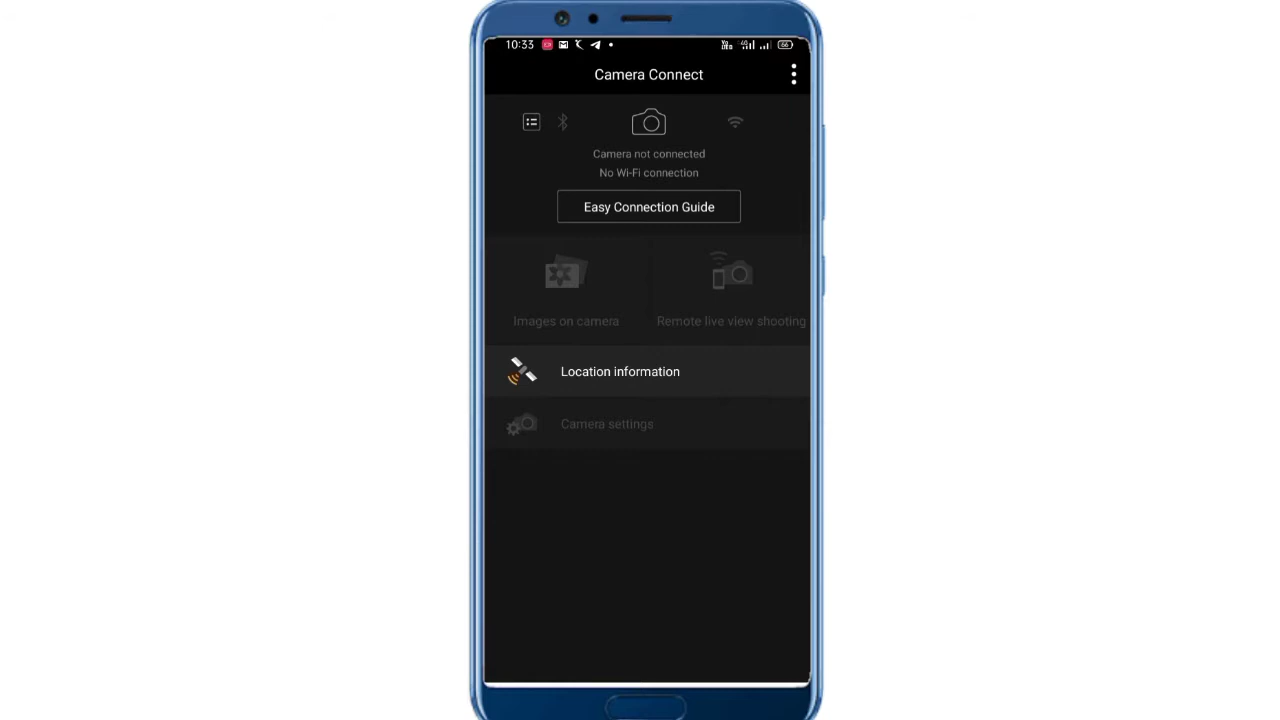 10:33
66
Camera Connect
Camera not connected
No Wi-Fi connection
Easy Connection Guide
Images on camera
Remote live view shooting
Location information
Camera settings